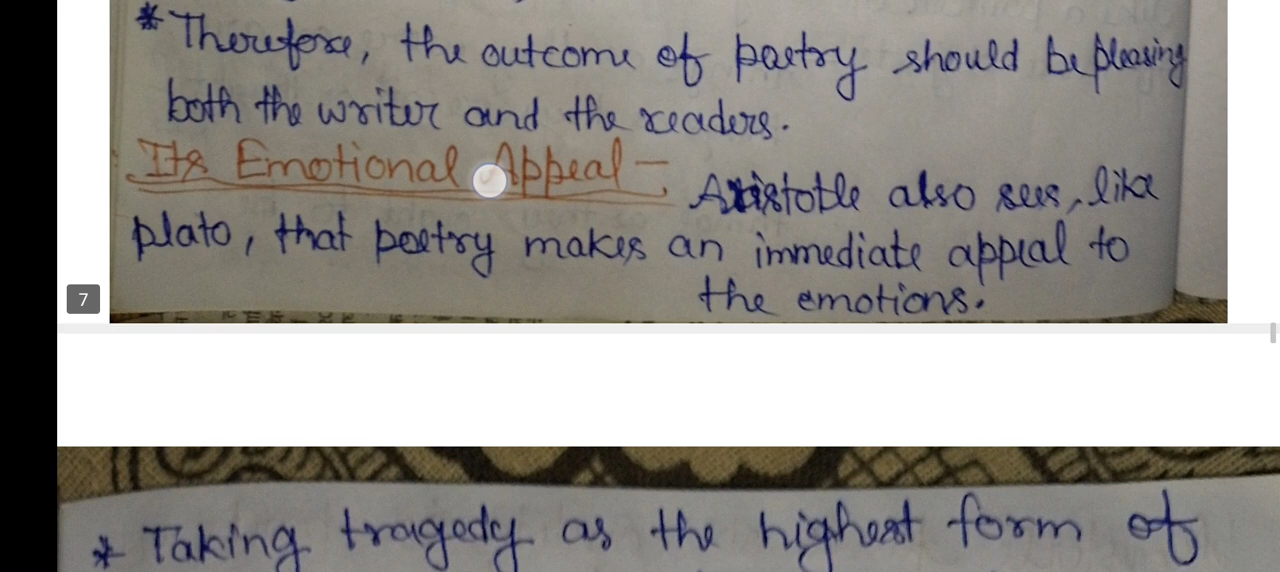 * Therefore, the outcome of poetry should be pleasing
both the writer and the readers.
Its Emotional Appeal -
Aristotle also sees, like
plato, that poetry makes an immediate appeal to
the emotions.
7
* Taking tragedy as the highest form of